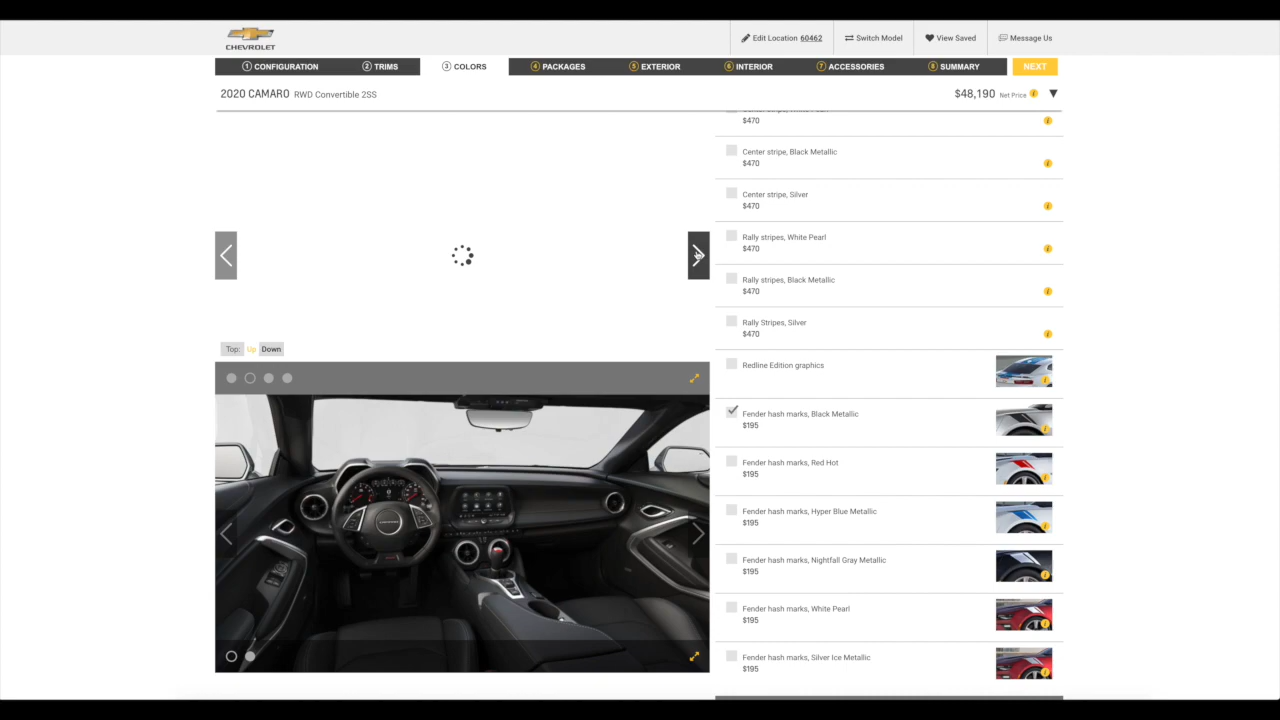 CHEVROLET
Edit Location 60462
Switch Model
View Saved
Message Us
1 CONFIGURATION
2 TRIMS
3 COLORS
4 PACKAGES
5 EXTERIOR
6 INTERIOR
7 ACCESSORIES
8 SUMMARY
NEXT
2020 CAMARO RWD Convertible 2SS
$48,190 Net Price
$470
Center stripe, Black Metallic
$470
Center stripe, Silver
$470
Rally stripes, White Pearl
$470
Rally stripes, Black Metallic
$470
Rally Stripes, Silver
$470
Top: Up Down
Redline Edition graphics
Fender hash marks, Black Metallic
$195
Fender hash marks, Red Hot
$195
Fender hash marks, Hyper Blue Metallic
$195
Fender hash marks, Nightfall Gray Metallic
$195
Fender hash marks, White Pearl
$195
Fender hash marks, Silver Ice Metallic
$195